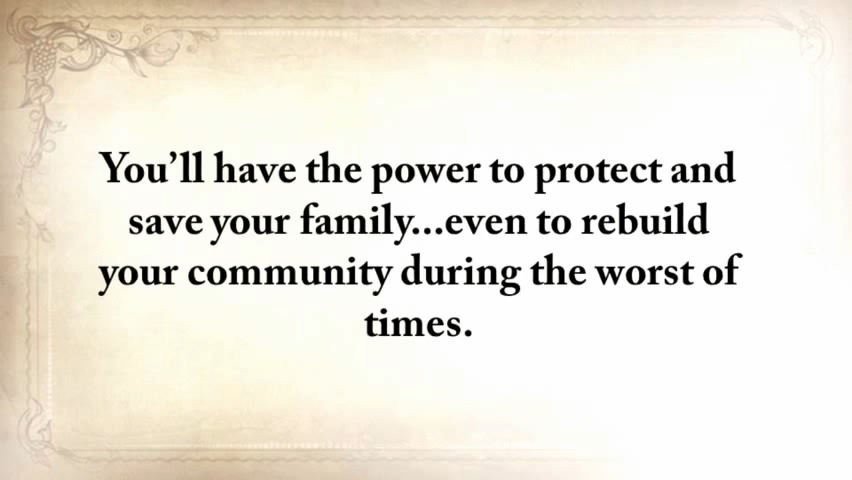 You’ll have the power to protect and
save your family...even to rebuild
your community during the worst of
times.